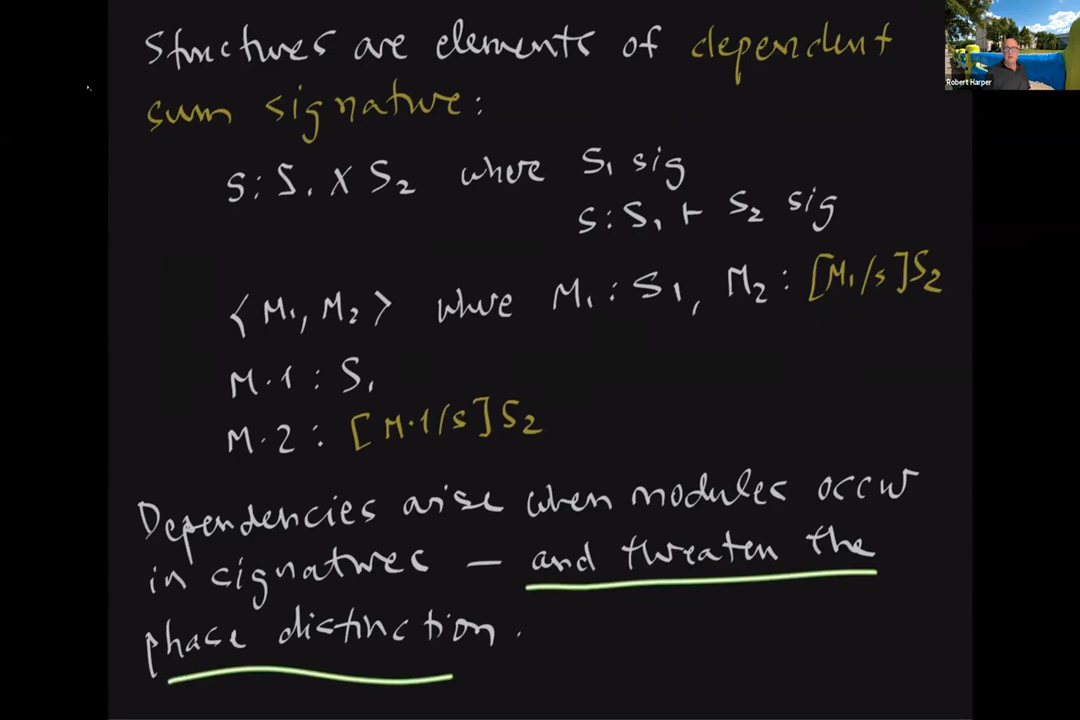 Structures are elements of dependent
sum signature:
s : S₁ × S₂ where S₁ sig
s : S₁ ⊢ S₂ sig
⟨ M₁, M₂ ⟩ where M₁ : S₁, M₂ : [M₁/s]S₂
M·1 : S₁
M·2 : [M·1/s]S₂
Dependencies arise when modules occur
in signatures – and threaten the
phase distinction.
Robert Harper